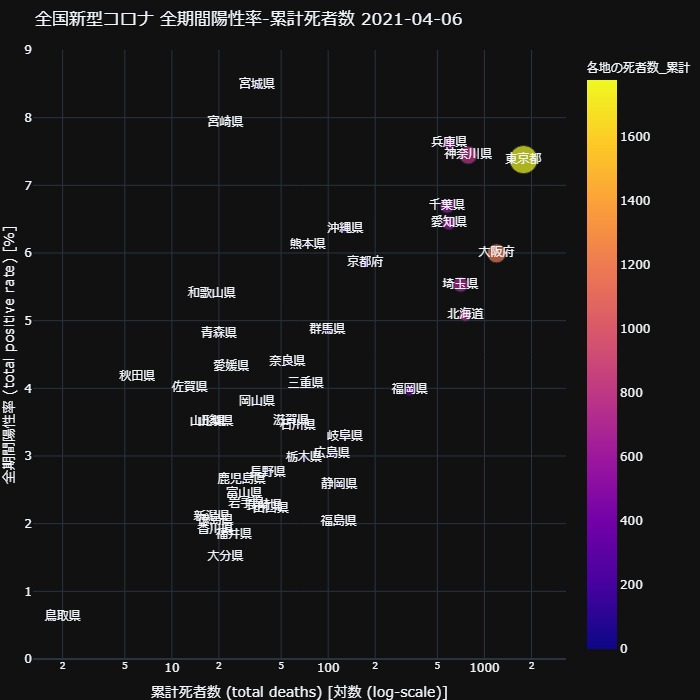 全国新型コロナ 全期間陽性率-累計死者数 2021-04-06
各地の死者数_累計
9
8
7
6
5
4
3
2
1
0
全期間陽性率 (total positive rate) [%]
宮城県
宮崎県
兵庫県
神奈川県
東京都
千葉県
愛知県
沖縄県
熊本県
京都府
大阪府
埼玉県
和歌山県
北海道
青森県
群馬県
愛媛県
奈良県
秋田県
佐賀県
三重県
福岡県
岡山県
滋賀県
石川県
岐阜県
広島県
栃木県
長野県
鹿児島県
静岡県
富山県
岩手県
新潟県
福島県
香川県
福井県
大分県
鳥取県
2
5
10
2
5
100
2
5
1000
2
累計死者数 (total deaths) [対数 (log-scale)]
1600
1400
1200
1000
800
600
400
200
0